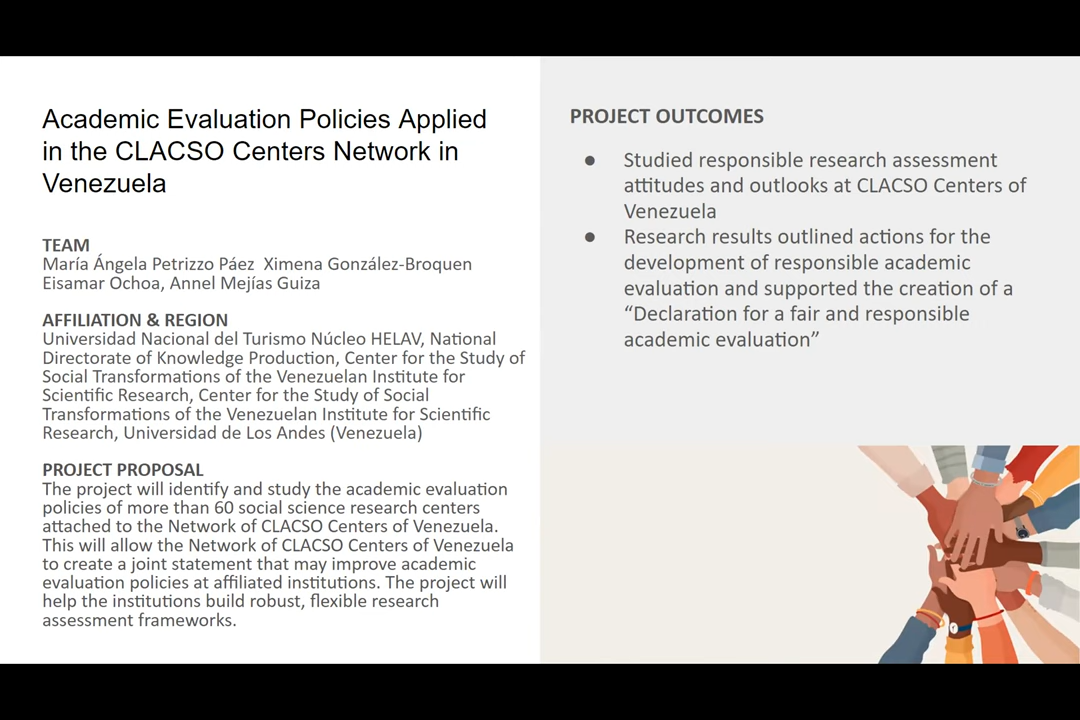 Academic Evaluation Policies Applied
in the CLACSO Centers Network in
Venezuela
TEAM
María Ángela Petrizzo Páez  Ximena González-Broquen
Eisamar Ochoa, Annel Mejías Guiza
AFFILIATION & REGION
Universidad Nacional del Turismo Núcleo HELAV, National
Directorate of Knowledge Production, Center for the Study of
Social Transformations of the Venezuelan Institute for
Scientific Research, Center for the Study of Social
Transformations of the Venezuelan Institute for Scientific
Research, Universidad de Los Andes (Venezuela)
PROJECT PROPOSAL
The project will identify and study the academic evaluation
policies of more than 60 social science research centers
attached to the Network of CLACSO Centers of Venezuela.
This will allow the Network of CLACSO Centers of Venezuela
to create a joint statement that may improve academic
evaluation policies at affiliated institutions. The project will
help the institutions build robust, flexible research
assessment frameworks.
PROJECT OUTCOMES
● Studied responsible research assessment
attitudes and outlooks at CLACSO Centers of
Venezuela
● Research results outlined actions for the
development of responsible academic
evaluation and supported the creation of a
“Declaration for a fair and responsible
academic evaluation”